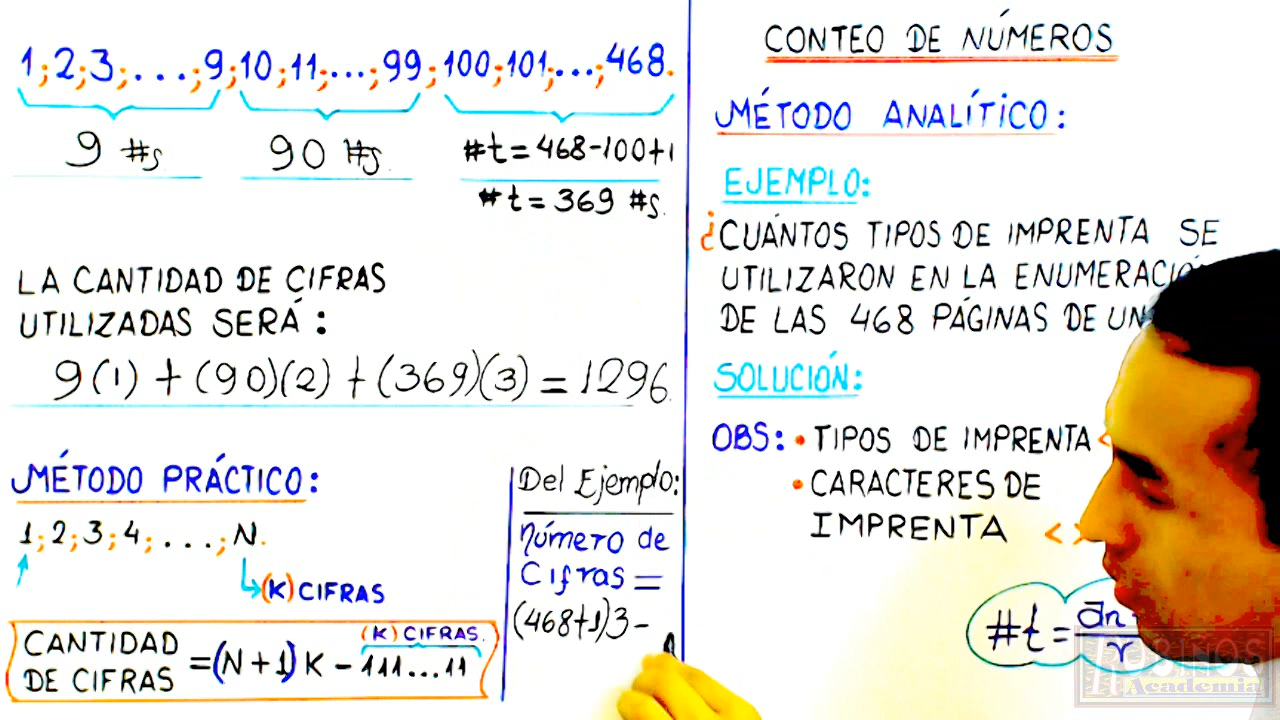 1;2;3;...;9;10;11;...;99;100;101;...;468.
9 #s
90 #s.
#t=468-100+1
#t=369 #s.
LA CANTIDAD DE CIFRAS
UTILIZADAS SERÁ:
9(1)+(90)(2)+(369)(3)=1296.
MÉTODO PRÁCTICO:
1;2;3;4;...;N.
(K) CIFRAS
(K) CIFRAS.
CANTIDAD
DE CIFRAS
=(N+1)K-111...11
Del Ejemplo:
Número de
Cifras =
(468+1)3-
CONTEO DE NÚMEROS
MÉTODO ANALÍTICO:
EJEMPLO:
¿CUÁNTOS TIPOS DE IMPRENTA SE
UTILIZARON EN LA
DE LAS 468 PÁGINAS DE
SOLUCIÓN:
OBS: • TIPOS DE IMPRENTA <
• CARACTERES DE
IMPRENTA <>
#t=
r
ROBINOS
Academia